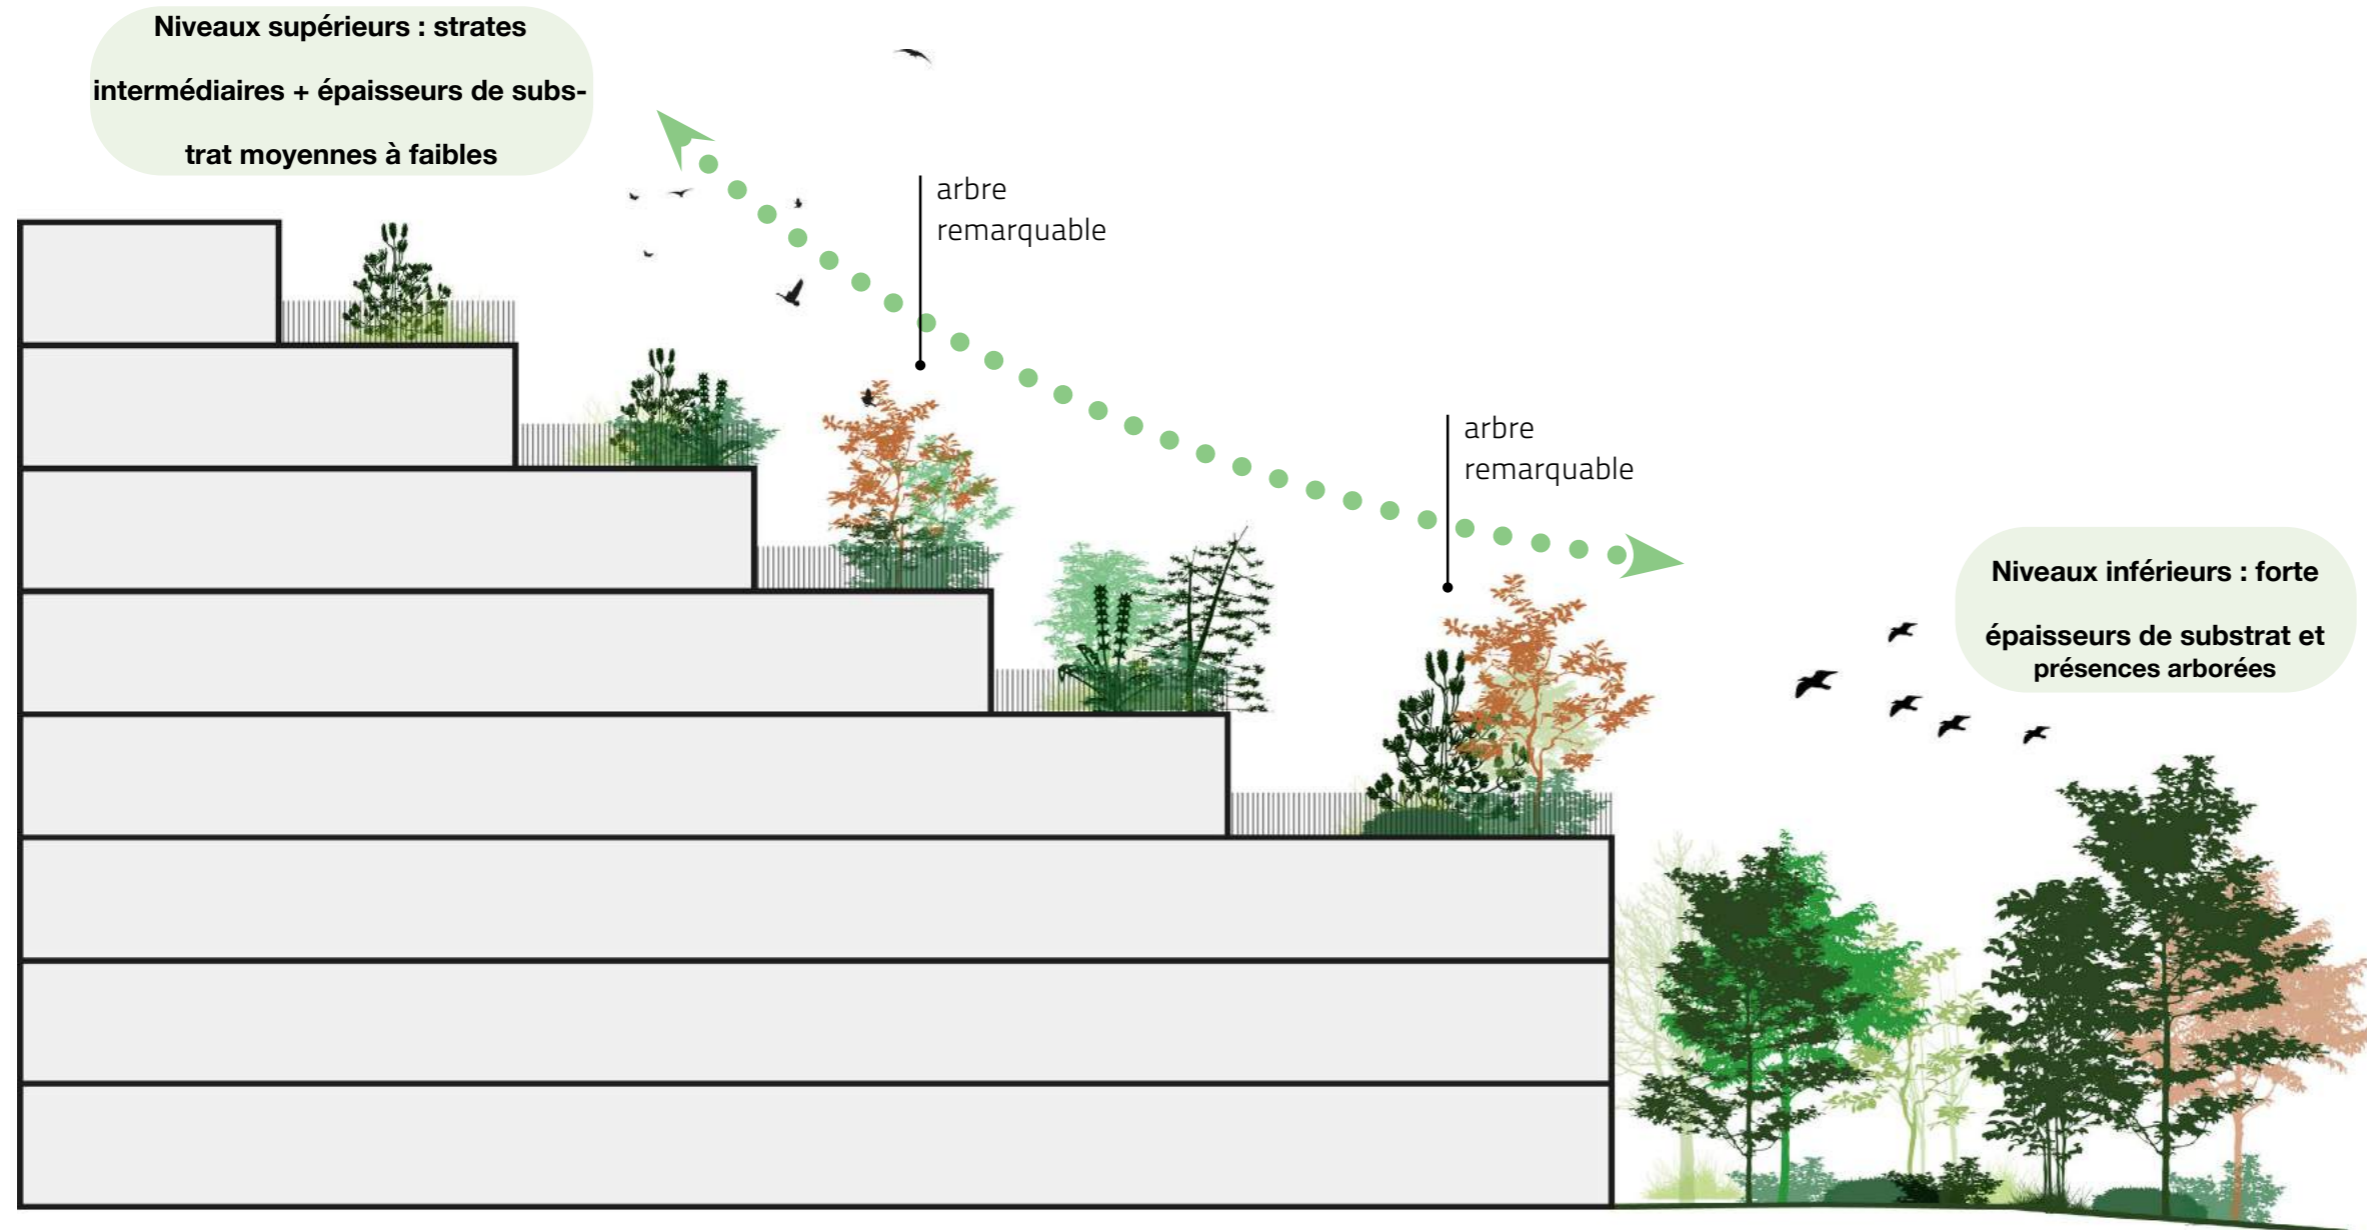 Niveaux supérieurs : strates
intermédiaires + épaisseurs de subs-
trat moyennes à faibles
arbre
remarquable
arbre
remarquable
Niveaux inférieurs : forte
épaisseurs de substrat et
présences arborées